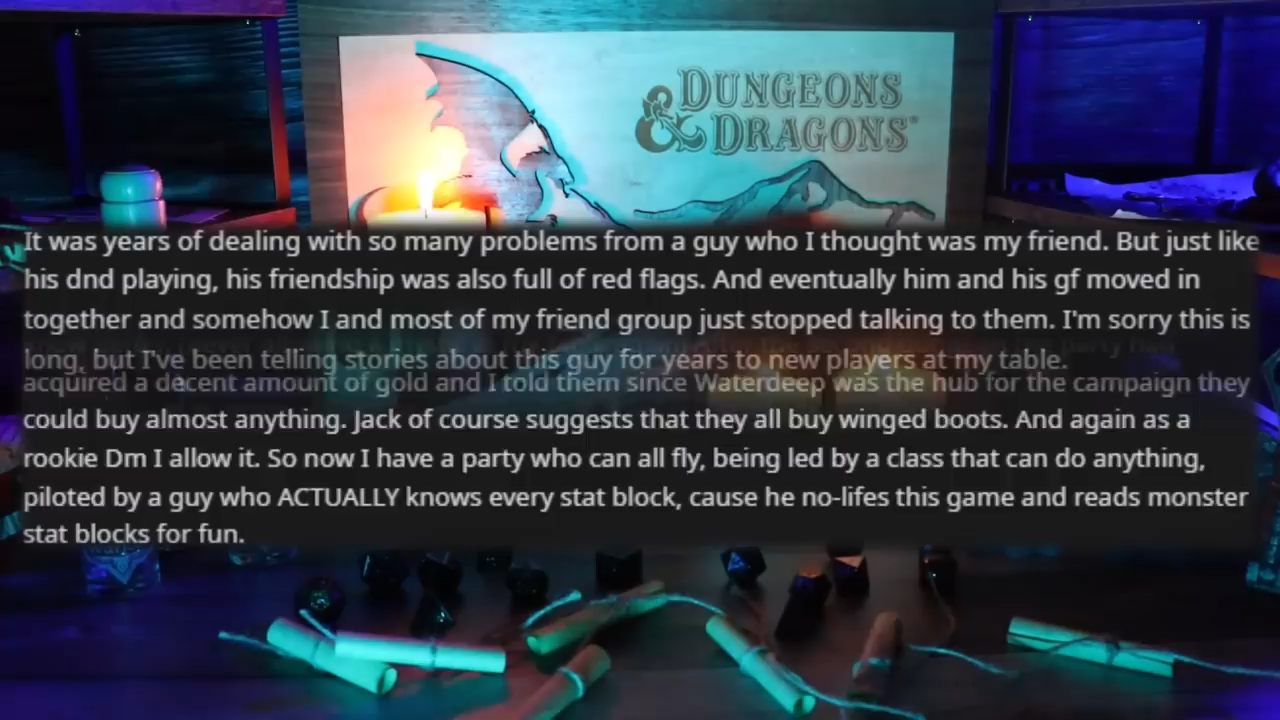 DUNGEONS
& DRAGONS®
It was years of dealing with so many problems from a guy who I thought was my friend. But just like
his dnd playing, his friendship was also full of red flags. And eventually him and his gf moved in
together and somehow I and most of my friend group just stopped talking to them. I'm sorry this is
long, but I've been telling stories about this guy for years to new players at my table.
acquired a decent amount of gold and I told them since Waterdeep was the hub for the campaign they
could buy almost anything. Jack of course suggests that they all buy winged boots. And again as a
rookie Dm I allow it. So now I have a party who can all fly, being led by a class that can do anything,
piloted by a guy who ACTUALLY knows every stat block, cause he no-lifes this game and reads monster
stat blocks for fun.